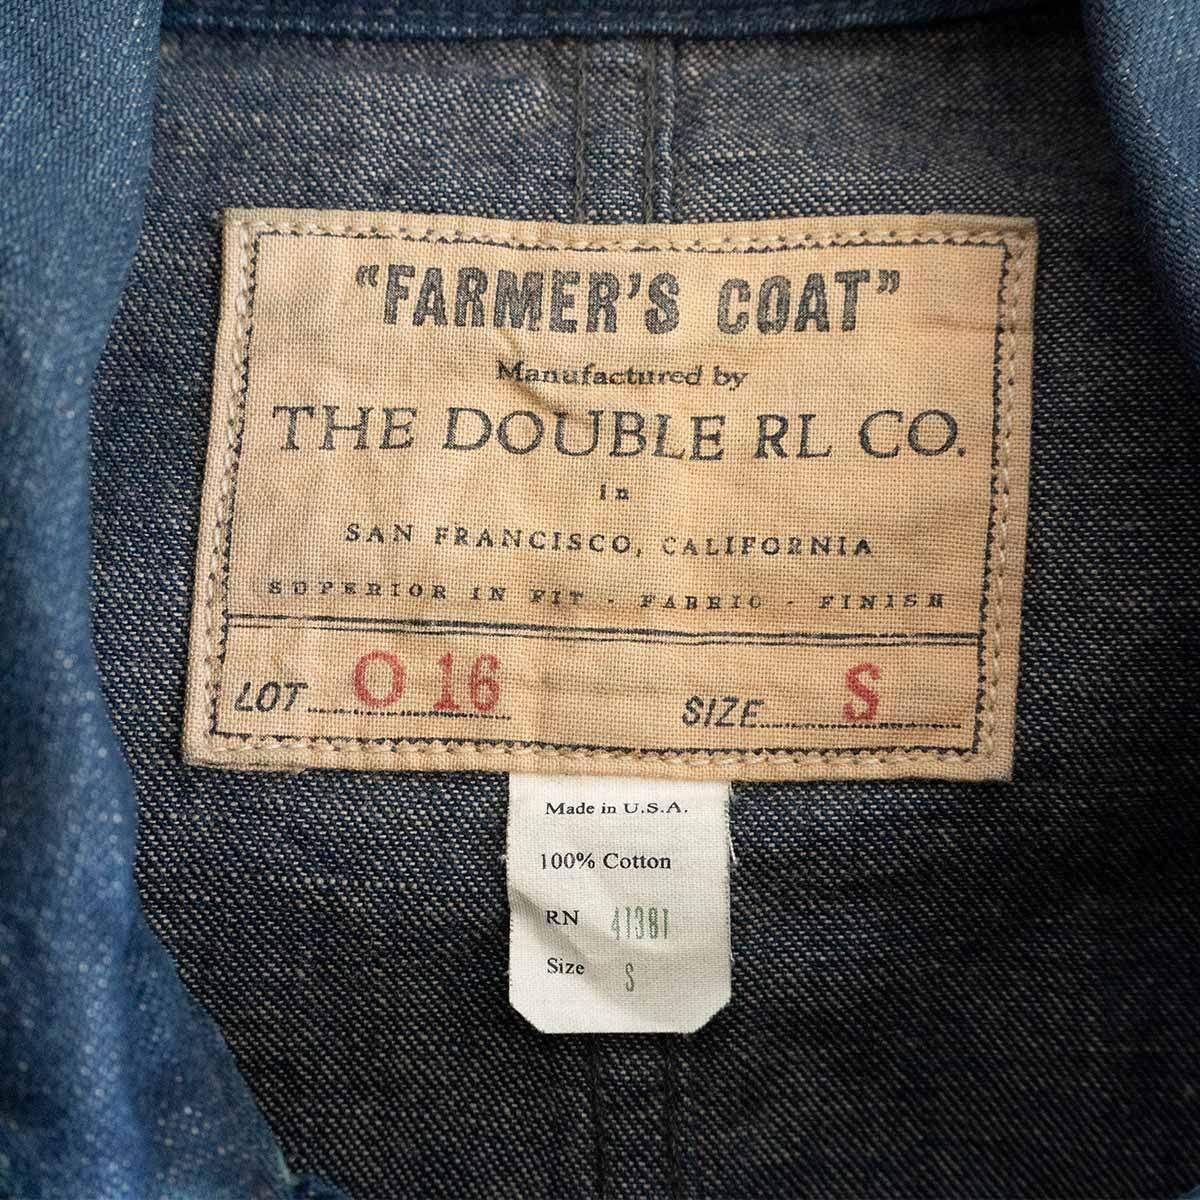 “FARMER'S COAT”
Manufactured by
THE DOUBLE RL CO.
in
SAN FRANCISCO, CALIFORNIA
SUPERIOR IN FIT - FABRIC - FINISH
LOT O 16 SIZE S
Made in U.S.A.
100% Cotton
RN 41381
Size S